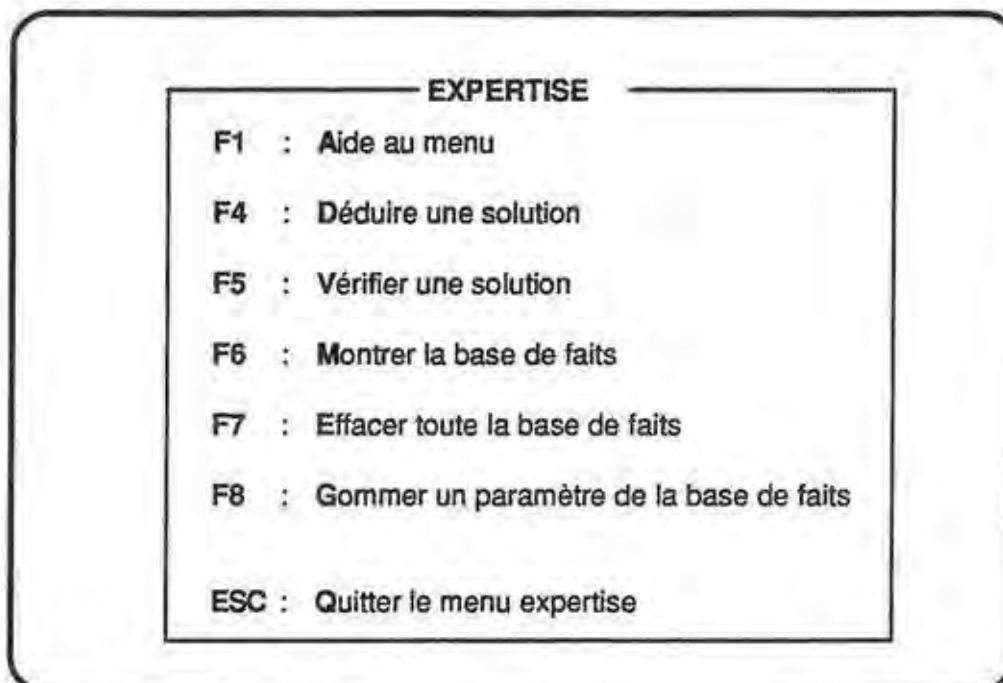 EXPERTISE
F1 : Aide au menu
F4 : Déduire une solution
F5 : Vérifier une solution
F6 : Montrer la base de faits
F7 : Effacer toute la base de faits
F8 : Gommer un paramètre de la base de faits
ESC : Quitter le menu expertise